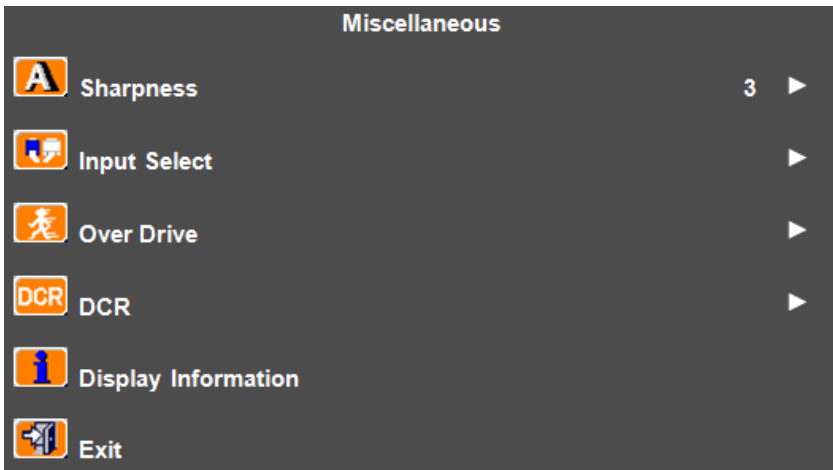 Miscellaneous
A Sharpness 3 ►
Input Select ►
Over Drive ►
DCR DCR ►
i Display Information
Exit